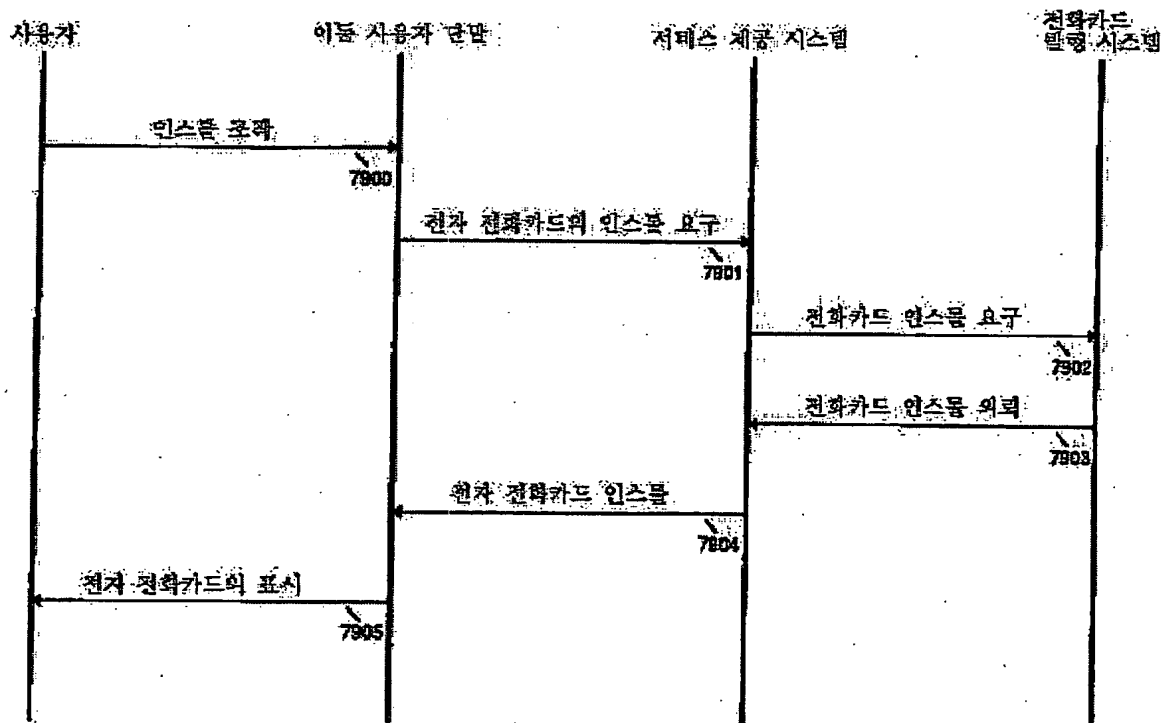 사용자
이동 사용자 단말
서비스 제공 시스템
전화카드
발행 시스템
인스톨 조작
7900
전자 전화카드의 인스톨 요구
7901
전화카드 인스톨 요구
7902
전화카드 인스톨 의뢰
7903
전자 전화카드 인스톨
7904
전자 전화카드의 표시
7905